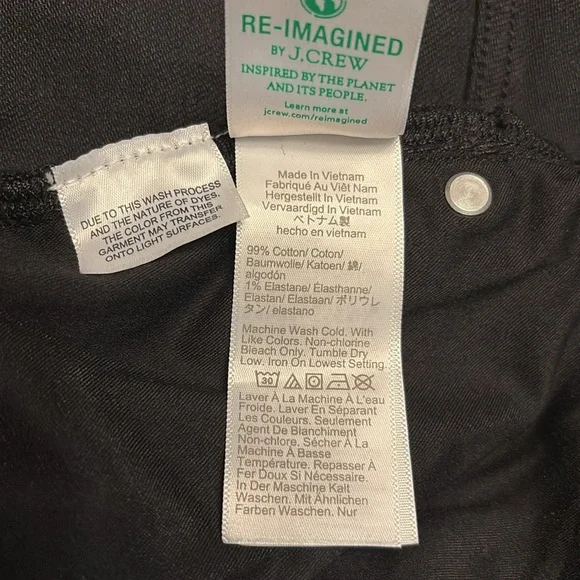 RE-IMAGINED
BY J.CREW
INSPIRED BY THE PLANET
AND ITS PEOPLE.
Learn more at
jcrew.com/reimagined
DUE TO THIS WASH PROCESS
AND THE NATURE OF DYES,
THE COLOR FROM THIS
GARMENT MAY TRANSFER
ONTO LIGHT SURFACES.
Made In Vietnam
Fabriqué Au Viêt Nam
Hergestellt In Vietnam
Vervaardigd In Vietnam
ベトナム製
hecho en vietnam
99% Cotton/ Coton/
Baumwolle/ Katoen/ 綿/
algodón
1% Elastane/ Élasthanne/
Elastan/ Elastaan/ ポリウレ
タン/ elastano
Machine Wash Cold. With
Like Colors. Non-chlorine
Bleach Only. Tumble Dry
Low. Iron On Lowest Setting.
30
Laver À La Machine À L'eau
Froide. Laver En Séparant
Les Couleurs. Seulement
Agent De Blanchiment
Non-chlore. Sécher À La
Machine À Basse
Température. Repasser À
Fer Doux Si Nécessaire.
In Der Maschine Kalt
Waschen. Mit Ähnlichen
Farben Waschen. Nur